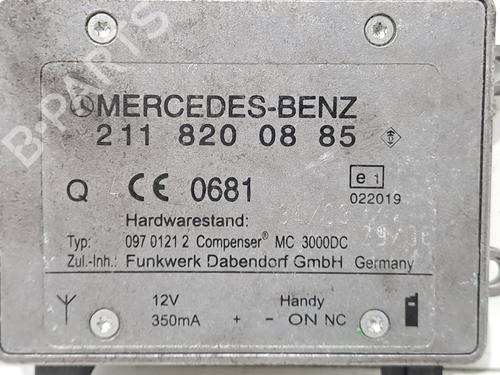 B-PARTS
MERCEDES-BENZ
211 820 08 85
Q CE 0681 e1
022019
Hardwarestand:
Typ: 097 0121 2 Compenser® MC 3000DC
Zul.-Inh.: Funkwerk Dabendorf GmbH Germany
12V Handy
350mA + - ON NC